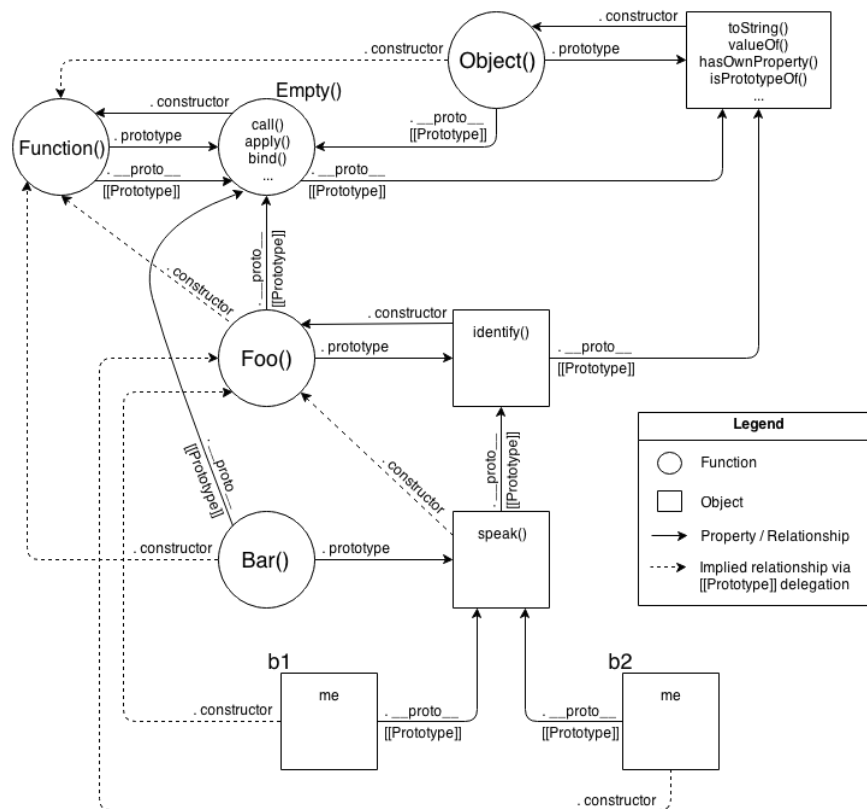 toString()
valueOf()
hasOwnProperty()
isPrototypeOf()
...
. constructor
. constructor
. prototype
Object()
Empty()
. constructor
. __proto__
[[Prototype]]
call()
apply()
bind()
...
Function()
. prototype
. __proto__
[[Prototype]]
. __proto__
[[Prototype]]
. constructor
. __proto__
[[Prototype]]
. constructor
identify()
Foo()
. prototype
. __proto__
[[Prototype]]
Legend
Function
Object
Property / Relationship
Implied relationship via
[[Prototype]] delegation
. __proto__
[[Prototype]]
. constructor
. __proto__
[[Prototype]]
speak()
. constructor
Bar()
. prototype
b1
b2
me
me
. constructor
. __proto__
[[Prototype]]
. __proto__
[[Prototype]]
. constructor